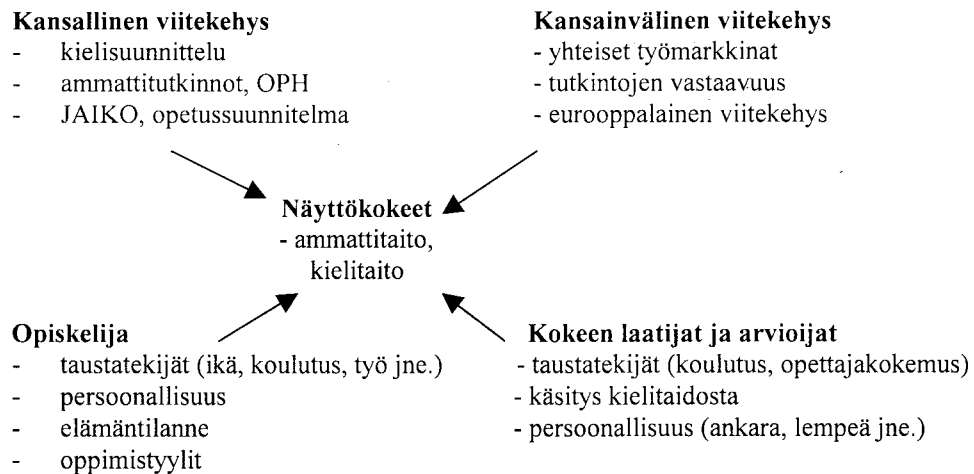 Kansallinen viitekehys
- kielisuunnittelu
- ammattitutkinnot, OPH
- JAIKO, opetussuunnitelma
Kansainvälinen viitekehys
- yhteiset työmarkkinat
- tutkintojen vastaavuus
- eurooppalainen viitekehys
Näyttökokeet
- ammattitaito,
kielitaito
Opiskelija
- taustatekijät (ikä, koulutus, työ jne.)
- persoonallisuus
- elämäntilanne
- oppimistyylit
Kokeen laatijat ja arvioijat
- taustatekijät (koulutus, opettajakokemus)
- käsitys kielitaidosta
- persoonallisuus (ankara, lempeä jne.)